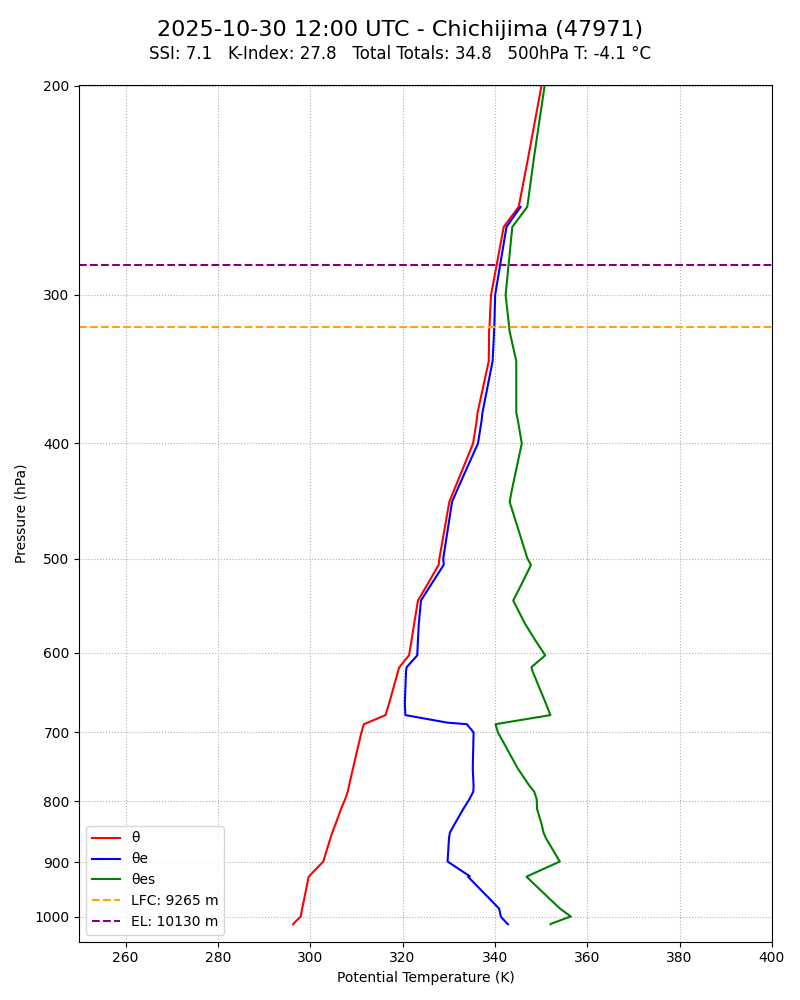 2025-10-30 12:00 UTC - Chichijima (47971)
SSI: 7.1   K-Index: 27.8   Total Totals: 34.8   500hPa T: -4.1 °C
200
300
400
500
600
700
800
900
1000
Pressure (hPa)
θ
θe
θes
LFC: 9265 m
EL: 10130 m
260
280
300
320
340
360
380
400
Potential Temperature (K)